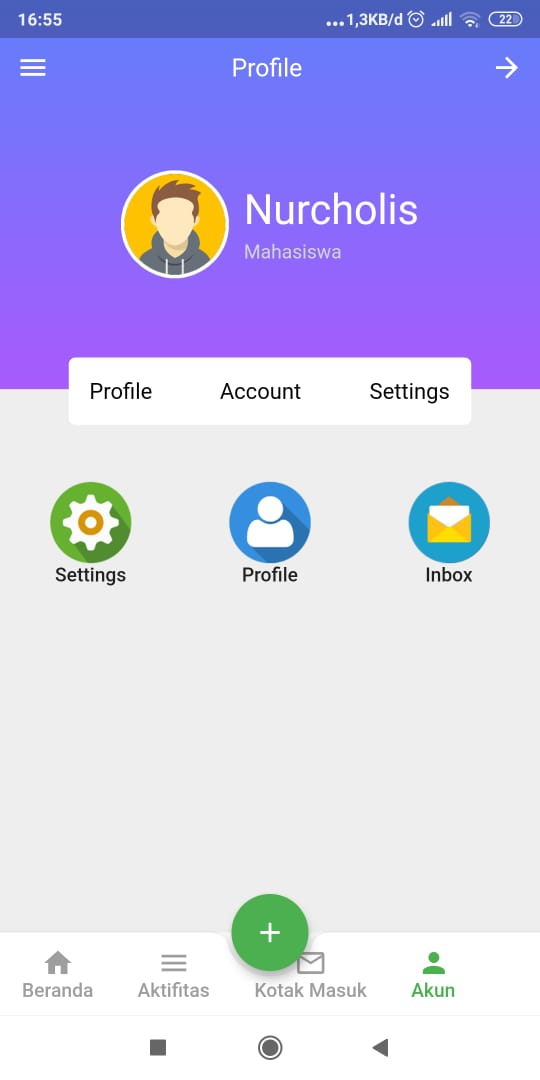 16:55 ...1,3KB/d 22
Profile
Nurcholis
Mahasiswa
Profile Account Settings
Settings Profile Inbox
Beranda Aktifitas Kotak Masuk Akun